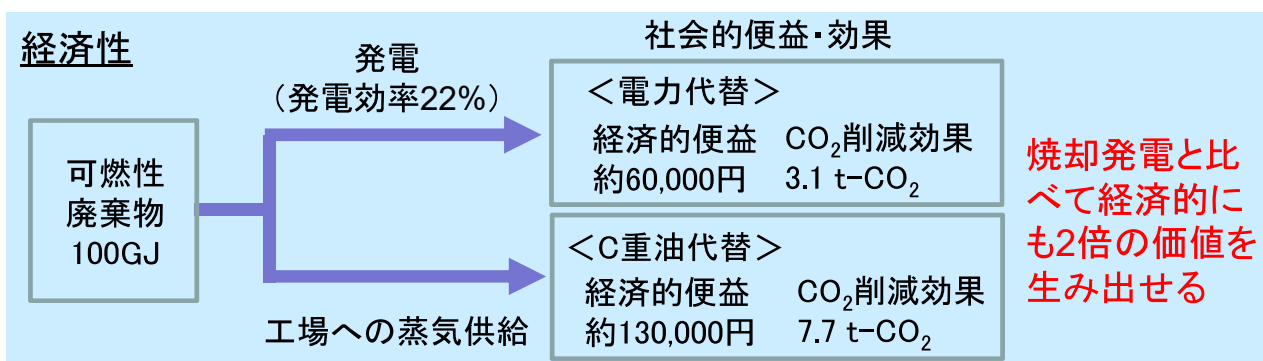 経済性
可燃性
廃棄物
100GJ
発電
（発電効率22%）
工場への蒸気供給
社会的便益・効果
＜電力代替＞
経済的便益 CO₂削減効果
約60,000円 3.1 t-CO₂
＜C重油代替＞
経済的便益 CO₂削減効果
約130,000円 7.7 t-CO₂
焼却発電と比
べて経済的に
も2倍の価値を
生み出せる